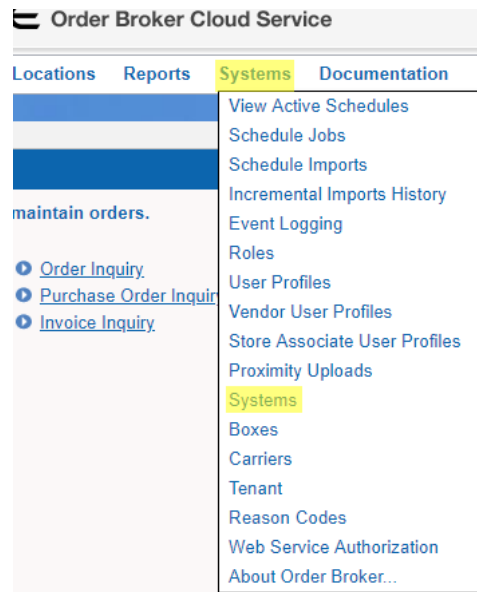 Order Broker Cloud Service
Locations Reports Systems Documentation
View Active Schedules
Schedule Jobs
Schedule Imports
Incremental Imports History
maintain orders.
Event Logging
Roles
Order Inquiry
User Profiles
Purchase Order Inquir
Vendor User Profiles
Invoice Inquiry
Store Associate User Profiles
Proximity Uploads
Systems
Boxes
Carriers
Tenant
Reason Codes
Web Service Authorization
About Order Broker...